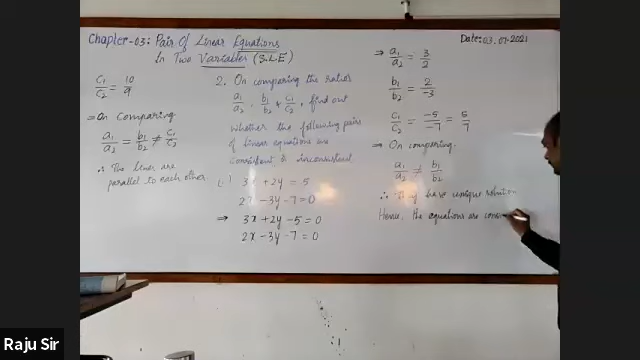 Chapter-03: Pair Of Linear Equations
In Two Variables (3.L.E)
Date: 03.07.2021
c₁/c₂ = 10/9
⇒ On Comparing
a₁/a₂ = b₁/b₂ ≠ c₁/c₂
∴ The lines are
parallel to each other.
2. On comparing the ratios
a₁/a₂, b₁/b₂ & c₁/c₂, find out
Whether the following pairs
of linear equations are
consistent & inconsistent
(i) 3x + 2y = 5
2x - 3y - 7 = 0
⇒ 3x + 2y - 5 = 0
2x - 3y - 7 = 0
⇒ a₁/a₂ = 3/2
b₁/b₂ = 2/-3
c₁/c₂ = -5/-7 = 5/7
⇒ On comparing
a₁/a₂ ≠ b₁/b₂
∴ They have unique solution
Hence, the equations are consi
Raju Sir